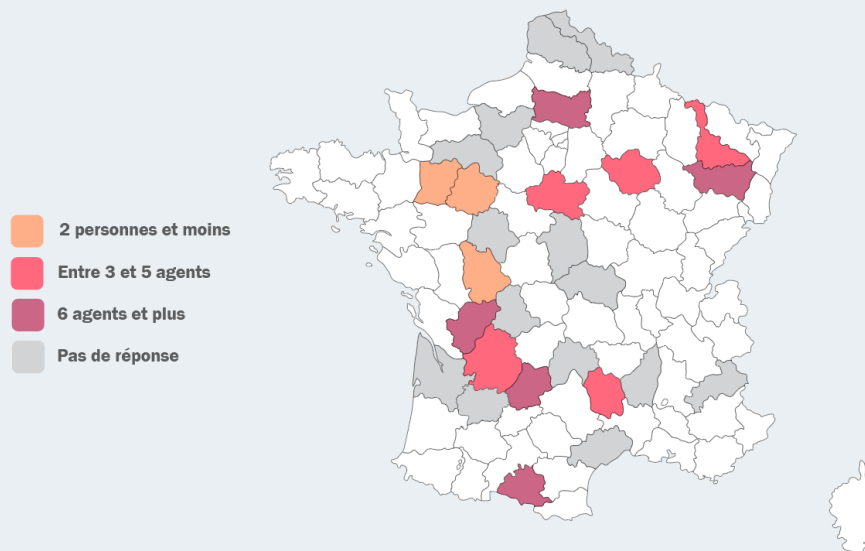 2 personnes et moins
Entre 3 et 5 agents
6 agents et plus
Pas de réponse